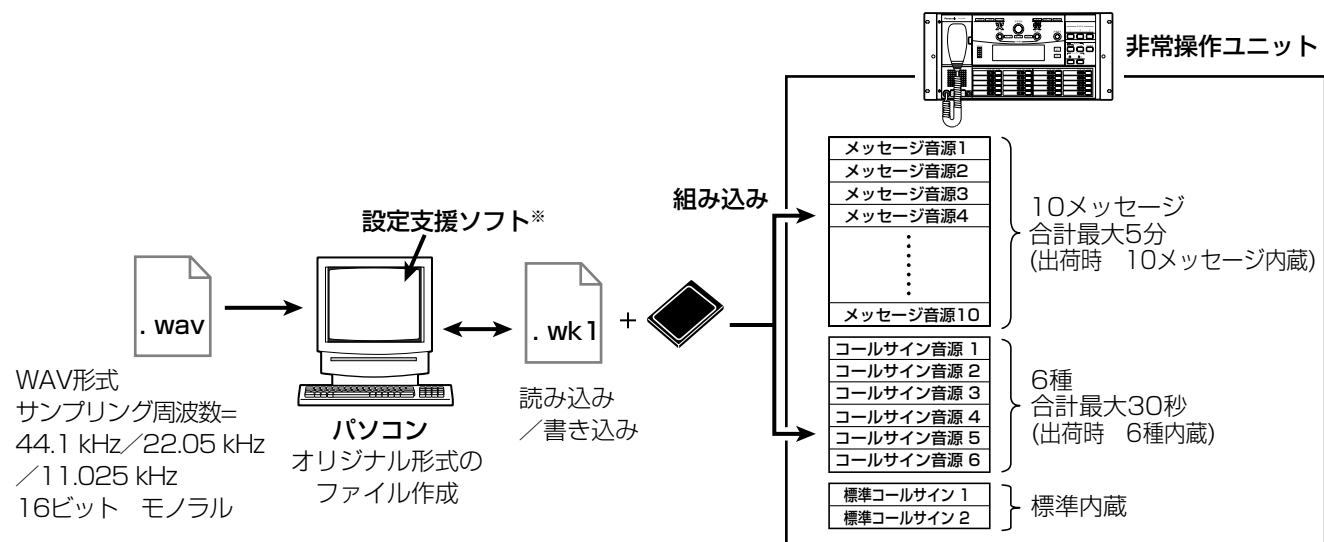 非常操作ユニット
メッセージ音源1
メッセージ音源2
メッセージ音源3
メッセージ音源4
メッセージ音源10
10メッセージ
合計最大5分
(出荷時　10メッセージ内蔵)
組み込み
設定支援ソフト※
. wav
. wk1
+
WAV形式
サンプリング周波数=
44.1 kHz／22.05 kHz
／11.025 kHz
16ビット　モノラル
パソコン
オリジナル形式の
ファイル作成
読み込み
／書き込み
コールサイン音源 1
コールサイン音源 2
コールサイン音源 3
コールサイン音源 4
コールサイン音源 5
コールサイン音源 6
6種
合計最大30秒
(出荷時　6種内蔵)
標準コールサイン 1
標準コールサイン 2
標準内蔵